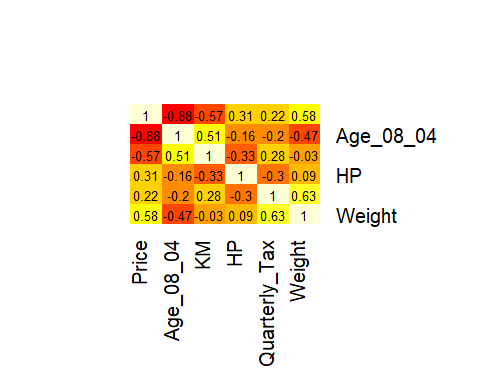 1 -0.88 -0.57 0.31 0.22 0.58
-0.88 1 0.51 -0.16 -0.2 -0.47 Age_08_04
-0.57 0.51 1 -0.33 0.28 -0.03
0.31 -0.16 -0.33 1 -0.3 0.09 HP
0.22 -0.2 0.28 -0.3 1 0.63
0.58 -0.47 -0.03 0.09 0.63 1 Weight
Price
Age_08_04
KM
HP
Quarterly_Tax
Weight